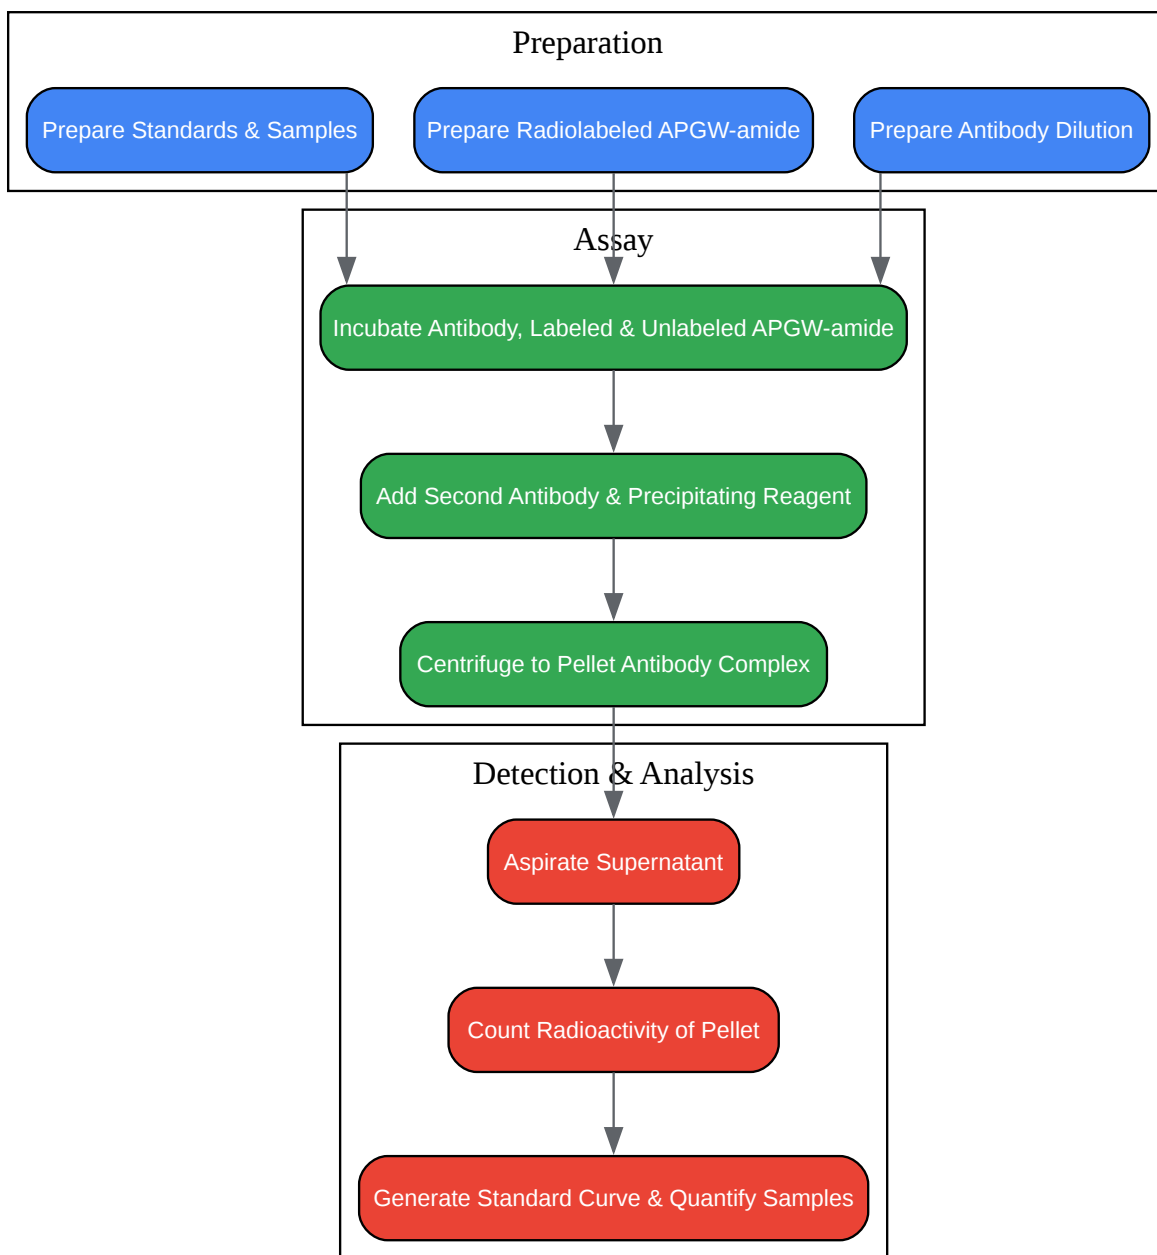 Preparation
Prepare Standards & Samples
Prepare Radiolabeled APGW-amide
Prepare Antibody Dilution
Assay
Incubate Antibody, Labeled & Unlabeled APGW-amide
Add Second Antibody & Precipitating Reagent
Centrifuge to Pellet Antibody Complex
Detection & Analysis
Aspirate Supernatant
Count Radioactivity of Pellet
Generate Standard Curve & Quantify Samples